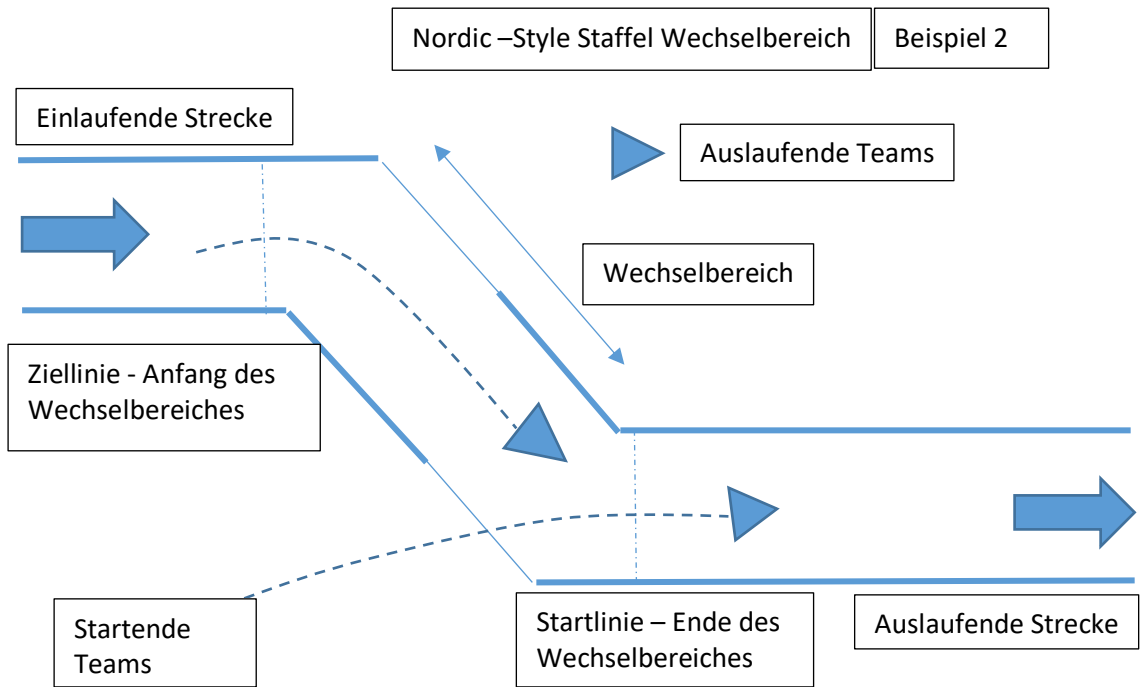 Nordic –Style Staffel Wechselbereich
Beispiel 2
Einlaufende Strecke
Auslaufende Teams
Wechselbereich
Ziellinie - Anfang des
Wechselbereiches
Startende
Teams
Startlinie – Ende des
Wechselbereiches
Auslaufende Strecke